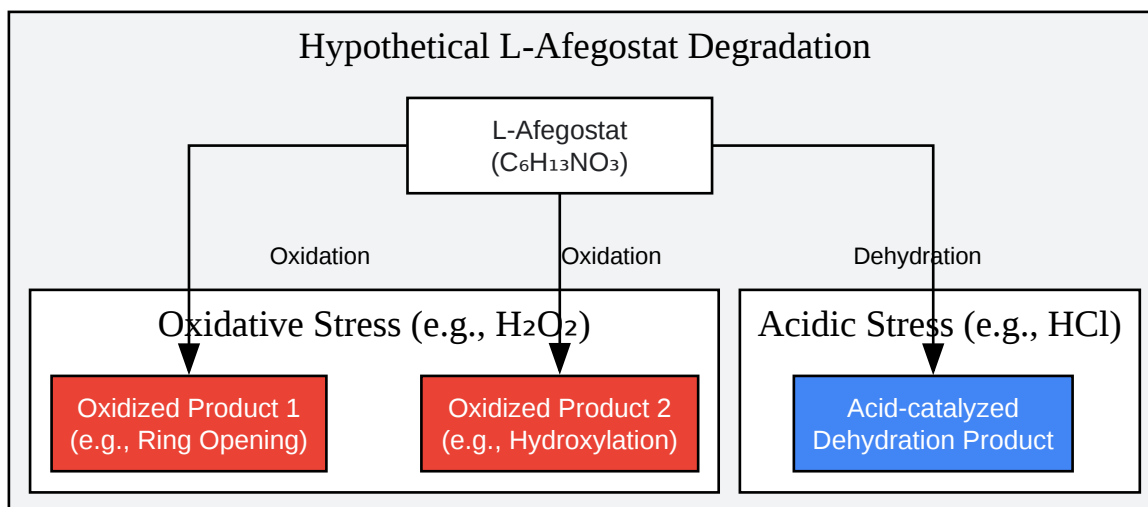 Hypothetical L-Afegostat Degradation
L-Afegostat
(C₆H₁₃NO₃)
Oxidation
Oxidation
Dehydration
Oxidative Stress (e.g., H₂O₂)
Acidic Stress (e.g., HCl)
Oxidized Product 1
(e.g., Ring Opening)
Oxidized Product 2
(e.g., Hydroxylation)
Acid-catalyzed
Dehydration Product